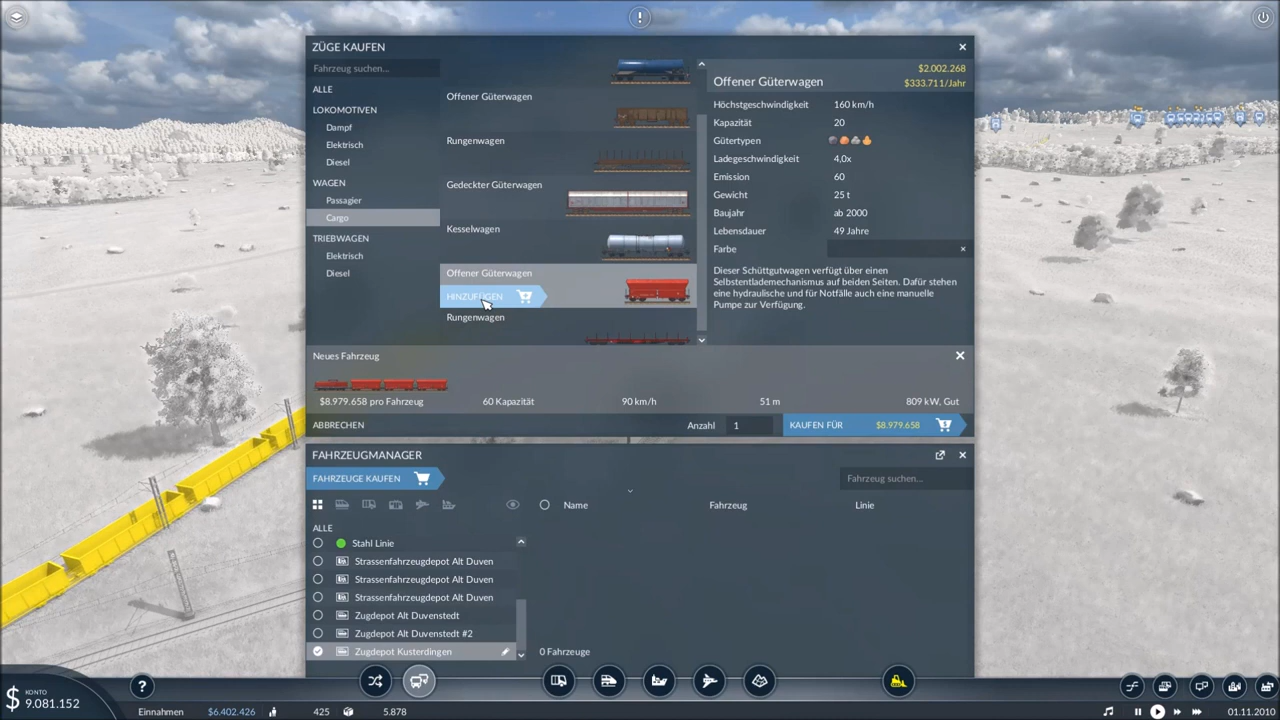 ZÜGE KAUFEN
Fahrzeug suchen...
ALLE
LOKOMOTIVEN
Dampf
Elektrisch
Diesel
WAGEN
Passagier
Cargo
TRIEBWAGEN
Elektrisch
Diesel
Offener Güterwagen
Rungenwagen
Gedeckter Güterwagen
Kesselwagen
Offener Güterwagen
HINZUFÜGEN
Rungenwagen
$2.002.268
Offener Güterwagen
$333.711/Jahr
Höchstgeschwindigkeit 160 km/h
Kapazität 20
Gütertypen
Ladegeschwindigkeit 4,0x
Emission 60
Gewicht 25 t
Baujahr ab 2000
Lebensdauer 49 Jahre
Farbe
Dieser Schüttgutwagen verfügt über einen
Selbstentlademechanismus auf beiden Seiten. Dafür stehen
eine hydraulische und für Notfälle auch eine manuelle
Pumpe zur Verfügung.
Neues Fahrzeug
$8.979.658 pro Fahrzeug 60 Kapazität 90 km/h 51 m 809 kW, Gut
ABBRECHEN Anzahl 1 KAUFEN FÜR $8.979.658
FAHRZEUGMANAGER
FAHRZEUGE KAUFEN Fahrzeug suchen...
Name Fahrzeug Linie
ALLE
Stahl Linie
Strassenfahrzeugdepot Alt Duven
Strassenfahrzeugdepot Alt Duven
Strassenfahrzeugdepot Alt Duven
Zugdepot Alt Duvenstedt
Zugdepot Alt Duvenstedt #2
Zugdepot Kusterdingen 0 Fahrzeuge
$ KONTO
9.081.152
?
Einnahmen $6.402.426 425 5.878 01.11.2010